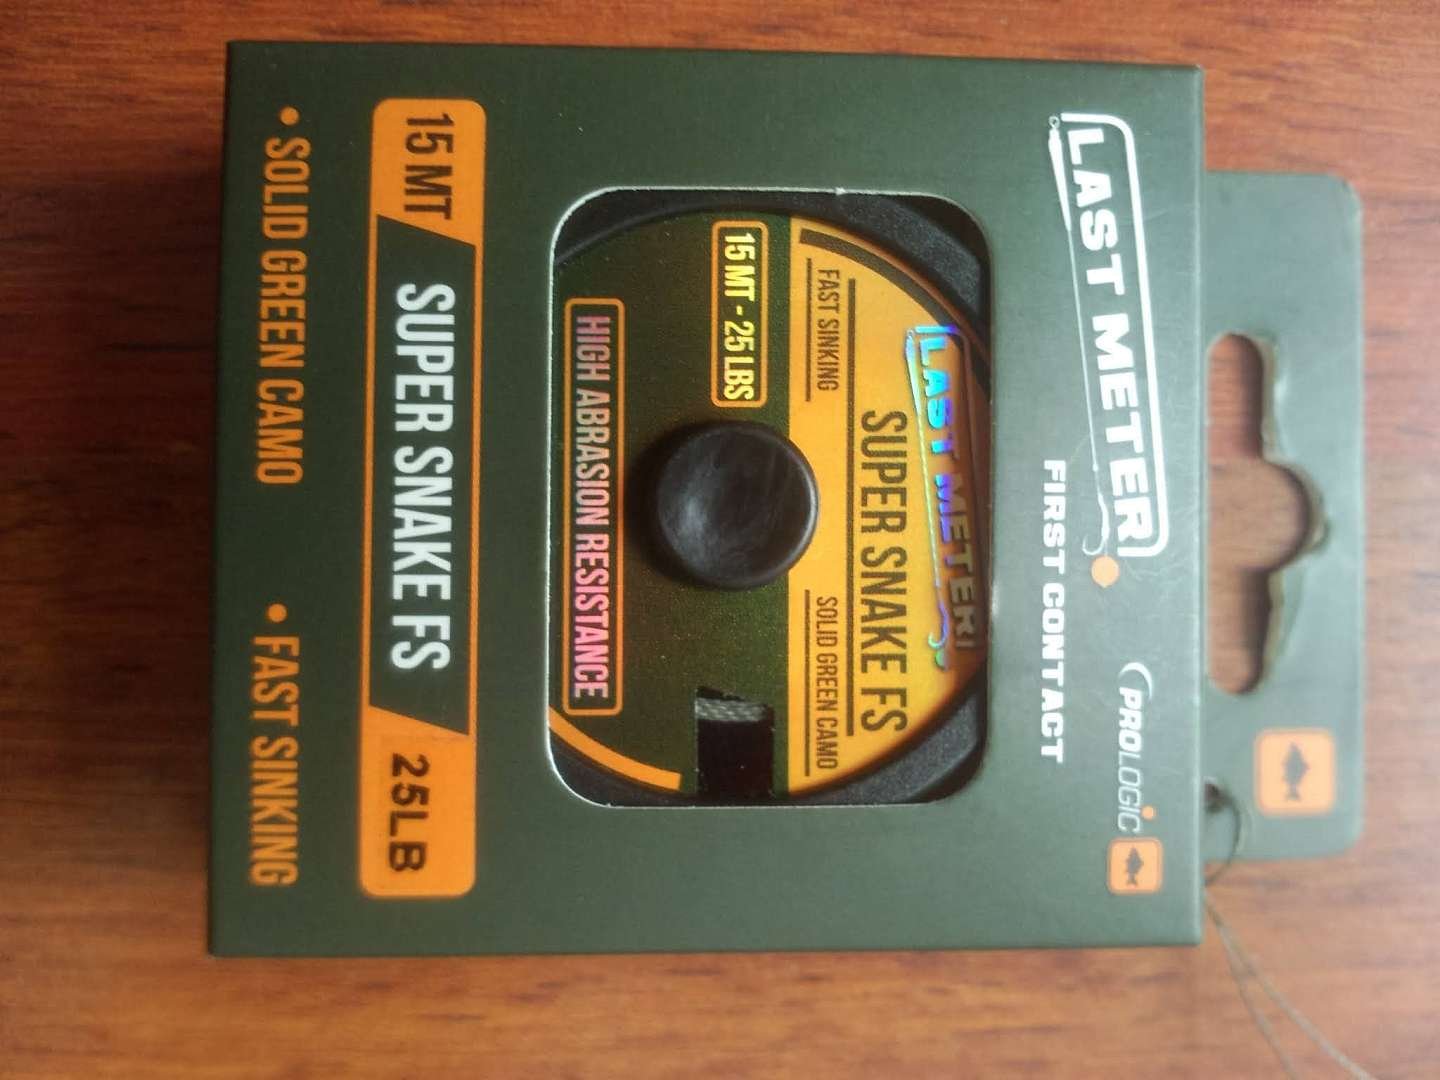 LAST METER
FIRST CONTACT
PROLOGIC
LAST METER
SUPER SNAKE FS
FAST SINKING
SOLID GREEN CAMO
15 MT - 25 LBS
HIGH ABRASION RESISTANCE
15 MT
SUPER SNAKE FS
25LB
• SOLID GREEN CAMO
• FAST SINKING